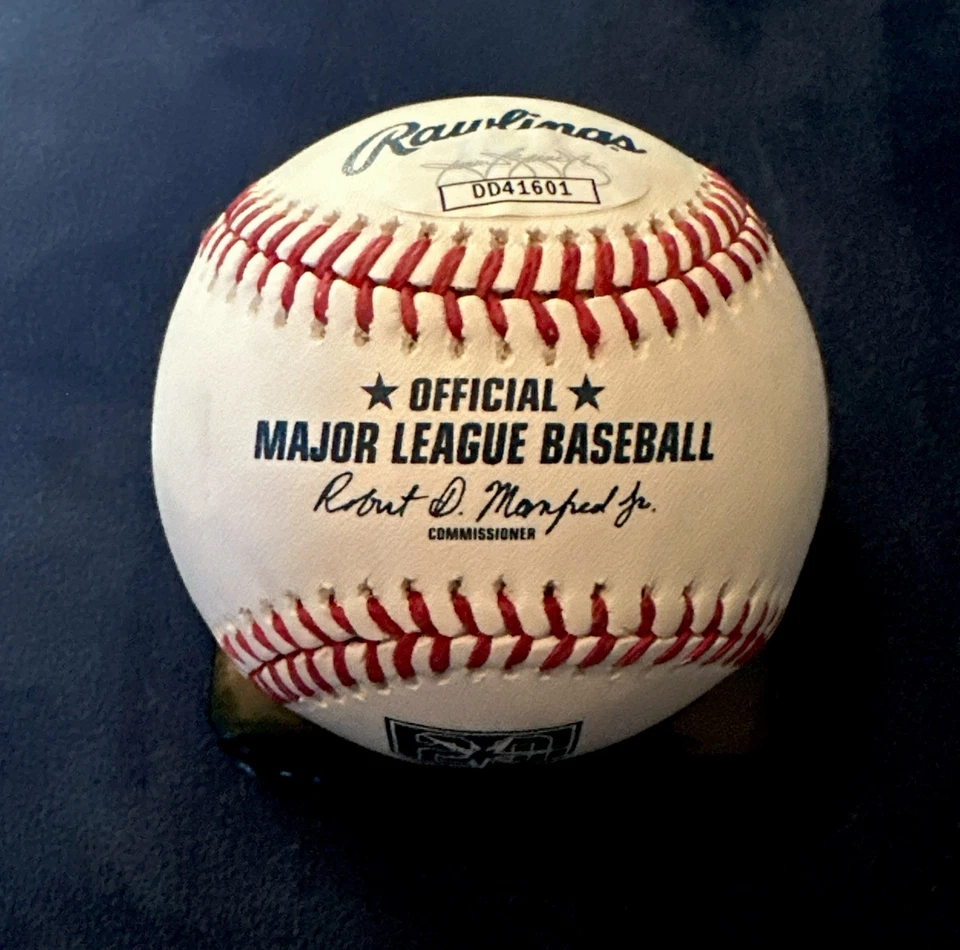 Rawlings
DD41601
★ OFFICIAL ★
MAJOR LEAGUE BASEBALL
Robert D. Manfred Jr.
COMMISSIONER